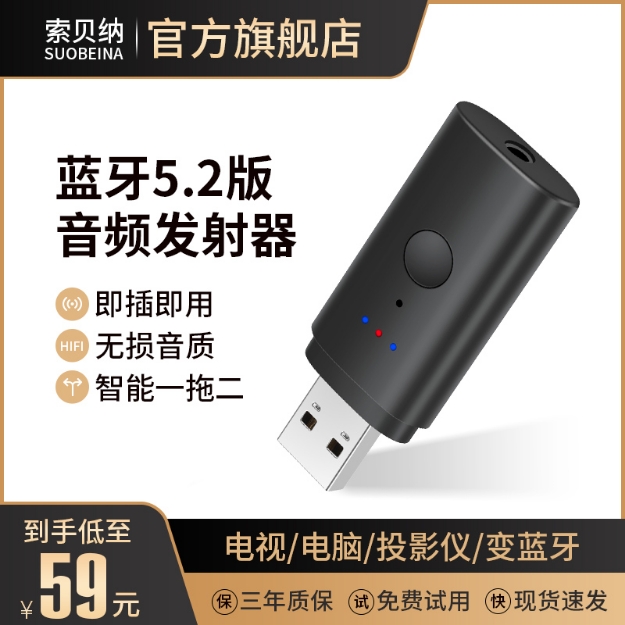 索贝纳
SUOBEINA
官方旗舰店
蓝牙5.2版
音频发射器
即插即用
HIFI 无损音质
智能一拖二
到手低至
¥59元
电视/电脑/投影仪/变蓝牙
保 三年质保 试 免费试用 快 现货速发